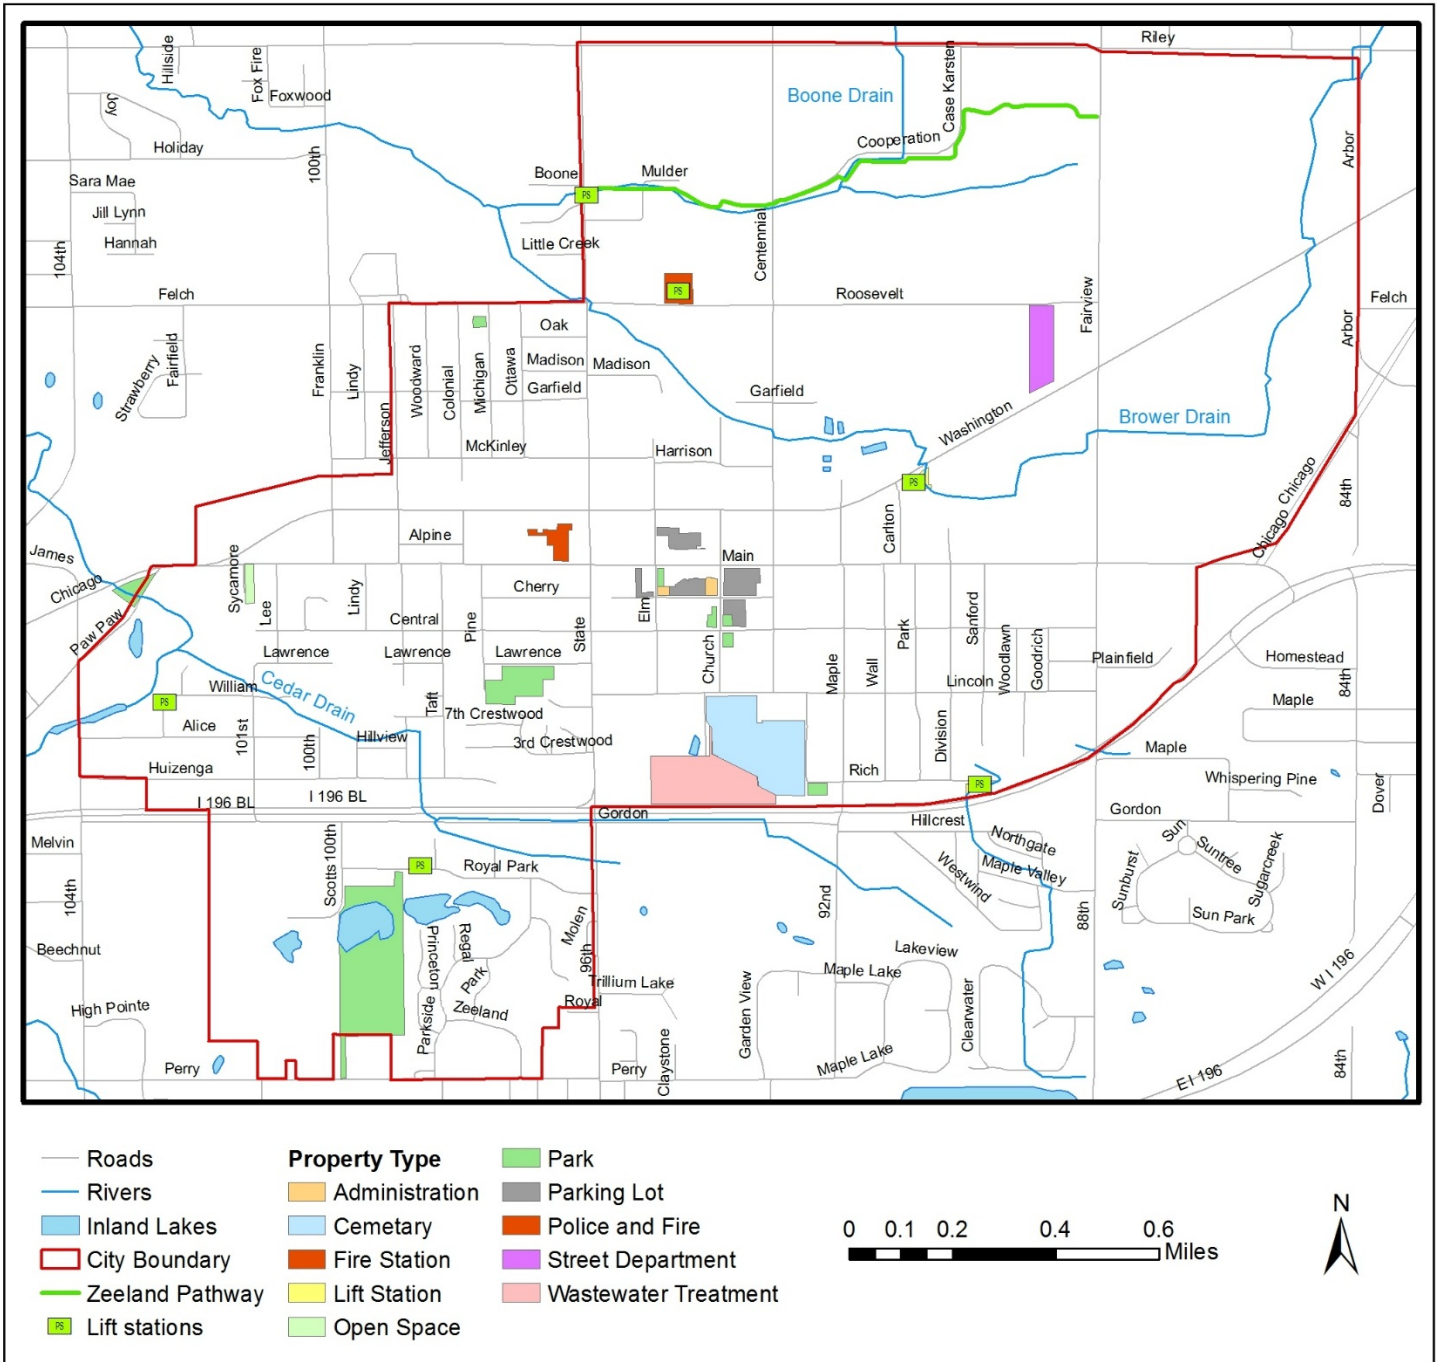 Riley
Hillside
Fox Fire
Foxwood
Joy
Boone Drain
Case Karsten
Cooperation
Arbor
Holiday
100th
Sara Mae
Boone
Mulder
PS
Jill Lynn
Hannah
Little Creek
Centennial
104th
Felch
PS
Roosevelt
Fairview
Felch
Arbor
Oak
Strawberry
Fairfield
Franklin
Lindy
Jefferson
Woodward
Colonial
Michigan
Ottawa
Madison
Madison
Garfield
Garfield
Washington
Brower Drain
McKinley
Harrison
PS
Chicago
Chicago
84th
Carlton
Alpine
Main
James
Chicago
Paw Paw
Sycamore
Lee
Lindy
Central
Cherry
Pine
Elm
State
Church
Park
Sanford
Woodlawn
Goodrich
Lawrence
Lawrence
Lawrence
Maple
Wall
Plainfield
Homestead
84th
William
Cedar Drain
PS
Taft
Lincoln
Maple
Alice
101st
100th
Hillview
7th Crestwood
3rd Crestwood
Division
Maple
Huizenga
Rich
PS
Whispering Pine
Dover
I 196 BL
I 196 BL
Gordon
Hillcrest
Gordon
Melvin
Scotts 100th
PS
Royal Park
Northgate
Maple Valley
Westwind
Sun
Suntree
Sunburst
Sugarcreek
Sun Park
104th
92nd
88th
Beechnut
Princeton
Regal
Park
Molen
96th
Lakeview
Maple Lake
W I 196
Trillium Lake
Royal
High Pointe
Parkside
Zeeland
Garden View
Clearwater
Perry
Perry
Claystone
Maple Lake
E I 196
84th
Roads
Rivers
Inland Lakes
City Boundary
Zeeland Pathway
PS Lift stations
Property Type
Administration
Cemetary
Fire Station
Lift Station
Open Space
Park
Parking Lot
Police and Fire
Street Department
Wastewater Treatment
0 0.1 0.2 0.4 0.6
Miles
N